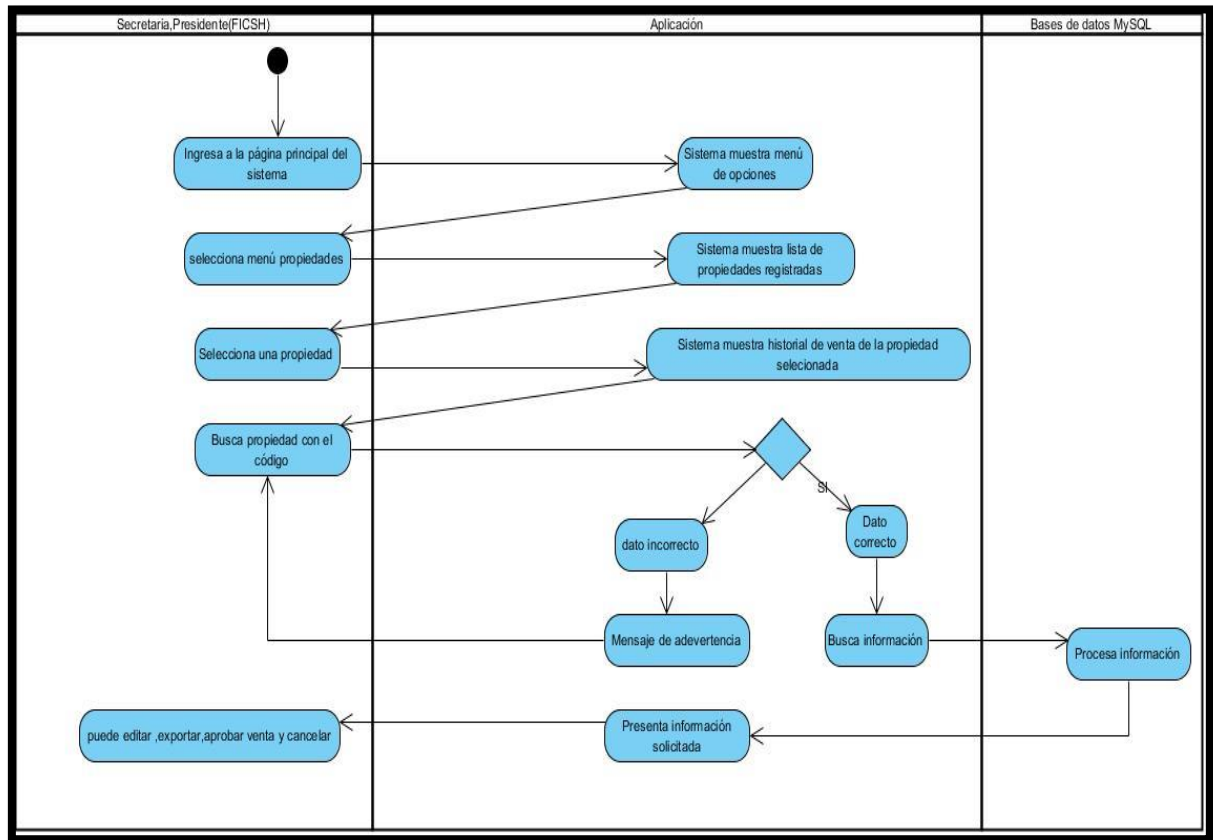 Secretaria,Presidente(FICSH)
Aplicación
Bases de datos MySQL
Ingresa a la página principal del
sistema
Sistema muestra menú
de opciones
selecciona menú propiedades
Sistema muestra lista de
propiedades registradas
Selecciona una propiedad
Sistema muestra historial de venta de la propiedad
selecionada
Busca propiedad con el
código
SI
dato incorrecto
Dato
correcto
Mensaje de adevertencia
Busca información
Procesa información
puede editar ,exportar,aprobar venta y cancelar
Presenta información
solicitada